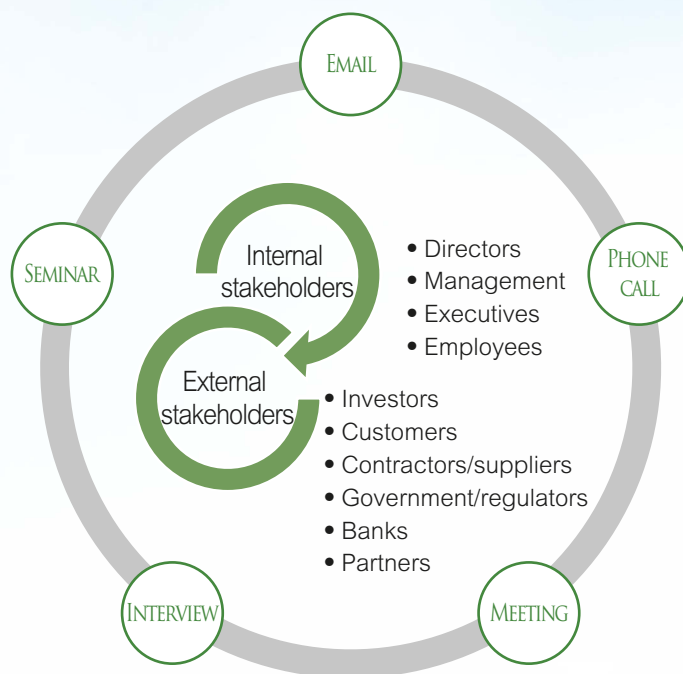 EMAIL
SEMINAR
PHONE
CALL
Internal
stakeholders
• Directors
• Management
• Executives
• Employees
External
stakeholders
• Investors
• Customers
• Contractors/suppliers
• Government/regulators
• Banks
• Partners
INTERVIEW
MEETING